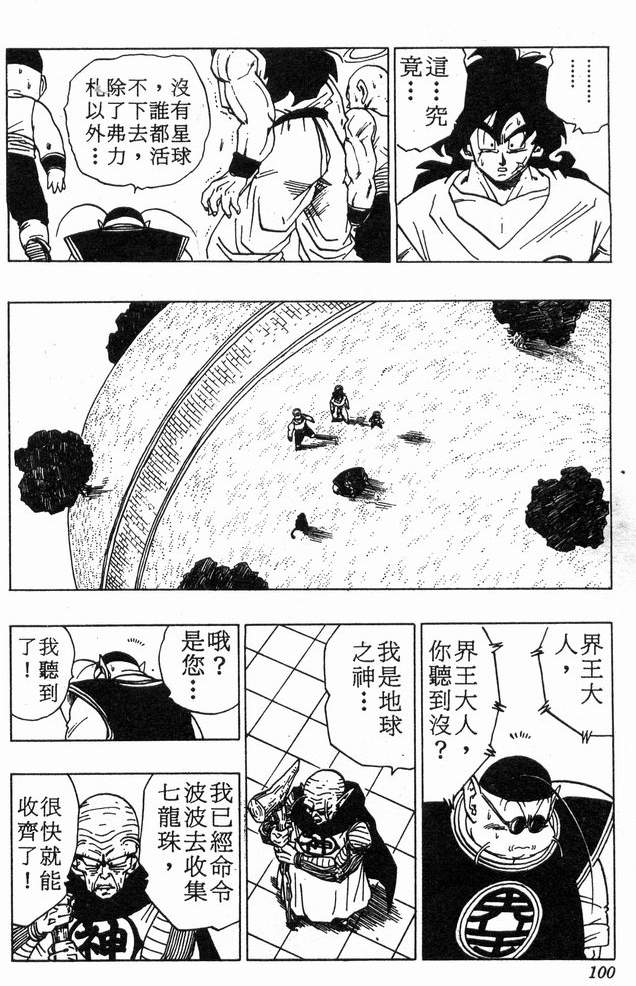 ………
這…究
竟…
沒有星球
，誰都活
不下去，
除了弗力
札以外…
界王大
人，
界王大人，
你聽到沒？
我是地球
之神…
哦？
是您…
我聽到
了！
我已經命令
波波去收集
七龍珠，
很快就能
收齊了！
神
100